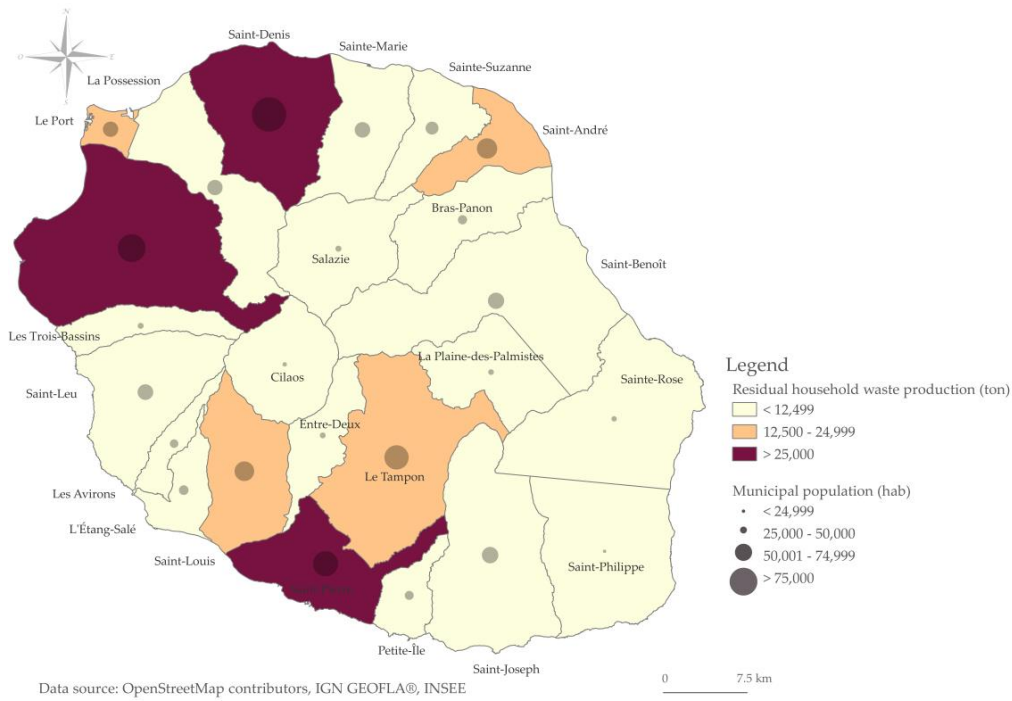 N
O
E
S
Saint-Denis
Sainte-Marie
Sainte-Suzanne
La Possession
Le Port
Saint-André
Bras-Panon
Salazie
Saint-Benoît
Les Trois-Bassins
La Plaine-des-Palmistes
Cilaos
Sainte-Rose
Saint-Leu
Entre-Deux
Le Tampon
Les Avirons
L'Étang-Salé
Saint-Louis
Saint-Philippe
Petite-Île
Saint-Joseph
Legend
Residual household waste production (ton)
< 12,499
12,500 - 24,999
> 25,000
Municipal population (hab)
< 24,999
25,000 - 50,000
50,001 - 74,999
> 75,000
0 7.5 km
Data source: OpenStreetMap contributors, IGN GEOFLA®, INSEE